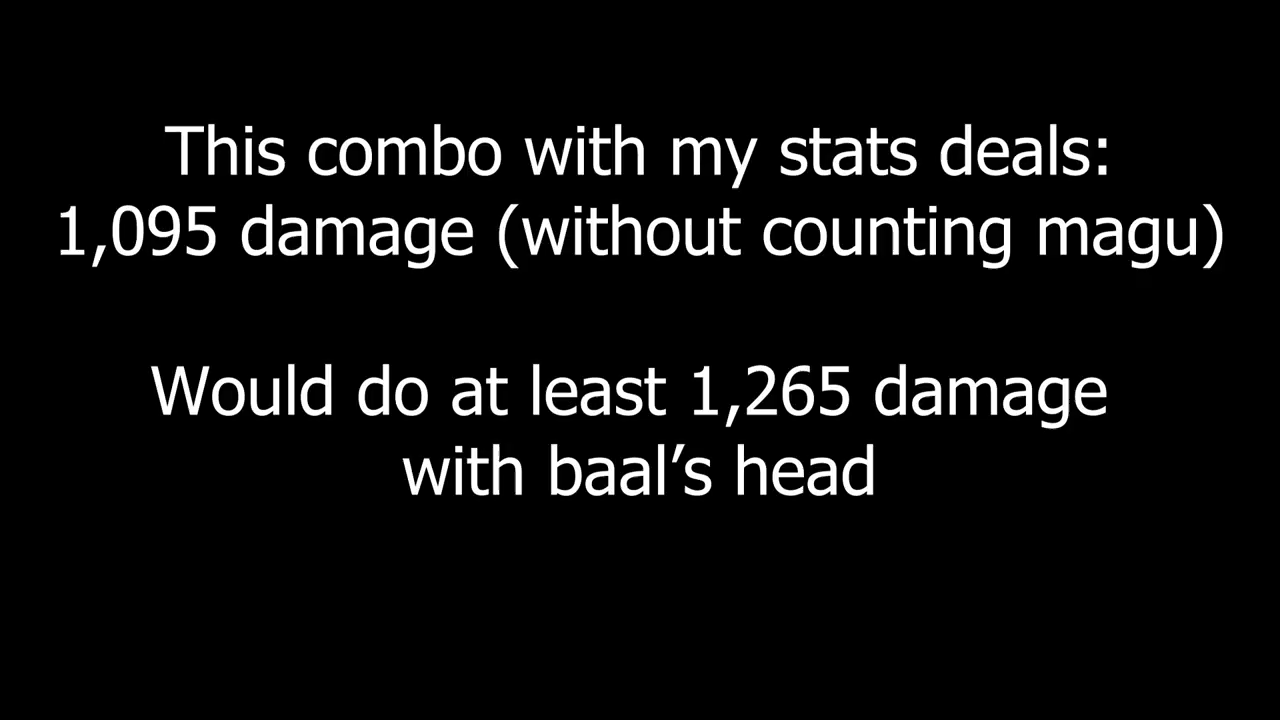 This combo with my stats deals:
1,095 damage (without counting magu)
Would do at least 1,265 damage
with baal’s head